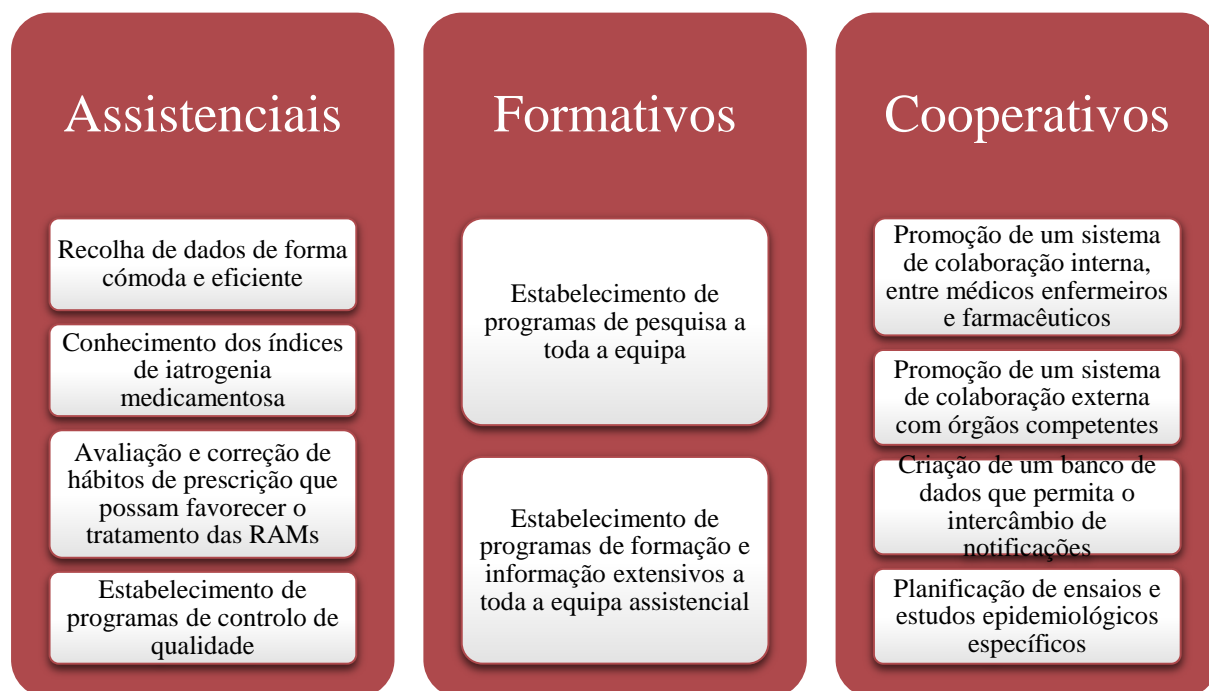 Assistenciais
Recolha de dados de forma
cómoda e eficiente
Conhecimento dos índices
de iatrogenia
medicamentosa
Avaliação e correção de
hábitos de prescrição que
possam favorecer o
tratamento das RAMs
Estabelecimento de
programas de controlo de
qualidade
Formativos
Estabelecimento de
programas de pesquisa a
toda a equipa
Estabelecimento de
programas de formação e
informação extensivos a
toda a equipa assistencial
Cooperativos
Promoção de um sistema
de colaboração interna,
entre médicos enfermeiros
e farmacêuticos
Promoção de um sistema
de colaboração externa
com órgãos competentes
Criação de um banco de
dados que permita o
intercâmbio de
notificações
Planificação de ensaios e
estudos epidemiológicos
específicos